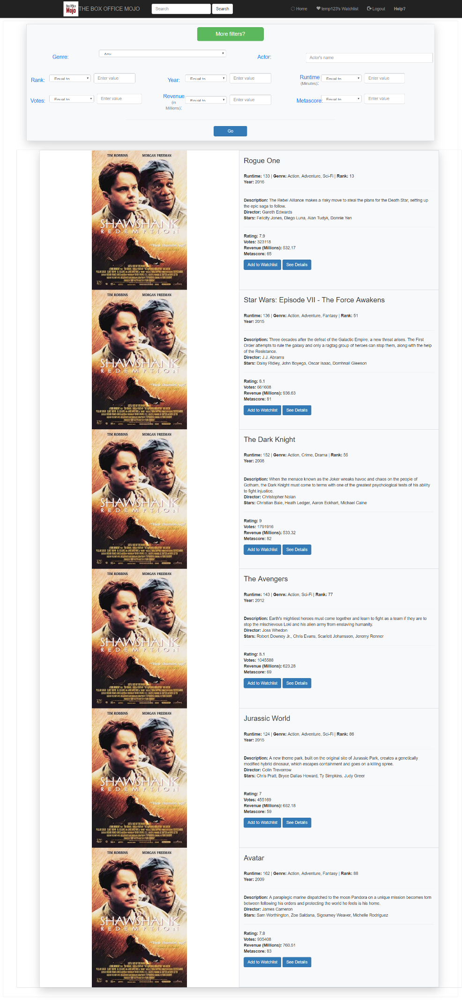 Box Office
Mojo
THE BOX OFFICE MOJO
Search
Search
Home
temp123's Watchlist
Logout
Help?
More filters?
Genre:
Any
Actor:
Actor's name
Rank:
Equal to
Enter value
Year:
Equal to
Enter value
Runtime
(Minutes):
Equal to
Enter value
Votes:
Equal to
Enter value
Revenue
(in
Millions):
Equal to
Enter value
Metascore:
Equal to
Enter value
Go
TIM ROBBINS MORGAN FREEMAN
THE
SHAWSHANK
REDEMPTION
"Two thumbs up!"
Rogue One
Runtime: 133 | Genre: Action, Adventure, Sci-Fi | Rank: 13
Year: 2016
Description: The Rebel Alliance makes a risky move to steal the plans for the Death Star, setting up
the epic saga to follow.
Director: Gareth Edwards
Stars: Felicity Jones, Diego Luna, Alan Tudyk, Donnie Yen
Rating: 7.9
Votes: 323118
Revenue (Millions): 532.17
Metascore: 65
Add to Watchlist
See Details
TIM ROBBINS MORGAN FREEMAN
THE
SHAWSHANK
REDEMPTION
"Two thumbs up!"
Star Wars: Episode VII - The Force Awakens
Runtime: 136 | Genre: Action, Adventure, Fantasy | Rank: 51
Year: 2015
Description: Three decades after the defeat of the Galactic Empire, a new threat arises. The First
Order attempts to rule the galaxy and only a ragtag group of heroes can stop them, along with the help
of the Resistance.
Director: J.J. Abrams
Stars: Daisy Ridley, John Boyega, Oscar Isaac, Domhnall Gleeson
Rating: 8.1
Votes: 661608
Revenue (Millions): 936.63
Metascore: 81
Add to Watchlist
See Details
TIM ROBBINS MORGAN FREEMAN
THE
SHAWSHANK
REDEMPTION
"Two thumbs up!"
The Dark Knight
Runtime: 152 | Genre: Action, Crime, Drama | Rank: 55
Year: 2008
Description: When the menace known as the Joker wreaks havoc and chaos on the people of
Gotham, the Dark Knight must come to terms with one of the greatest psychological tests of his ability
to fight injustice.
Director: Christopher Nolan
Stars: Christian Bale, Heath Ledger, Aaron Eckhart, Michael Caine
Rating: 9
Votes: 1791916
Revenue (Millions): 533.32
Metascore: 82
Add to Watchlist
See Details
TIM ROBBINS MORGAN FREEMAN
THE
SHAWSHANK
REDEMPTION
"Two thumbs up!"
The Avengers
Runtime: 143 | Genre: Action, Sci-Fi | Rank: 77
Year: 2012
Description: Earth's mightiest heroes must come together and learn to fight as a team if they are to
stop the mischievous Loki and his alien army from enslaving humanity.
Director: Joss Whedon
Stars: Robert Downey Jr., Chris Evans, Scarlett Johansson, Jeremy Renner
Rating: 8.1
Votes: 1045588
Revenue (Millions): 623.28
Metascore: 69
Add to Watchlist
See Details
TIM ROBBINS MORGAN FREEMAN
THE
SHAWSHANK
REDEMPTION
"Two thumbs up!"
Jurassic World
Runtime: 124 | Genre: Action, Adventure, Sci-Fi | Rank: 86
Year: 2015
Description: A new theme park, built on the original site of Jurassic Park, creates a genetically
modified hybrid dinosaur, which escapes containment and goes on a killing spree.
Director: Colin Trevorrow
Stars: Chris Pratt, Bryce Dallas Howard, Ty Simpkins, Judy Greer
Rating: 7
Votes: 455169
Revenue (Millions): 652.18
Metascore: 59
Add to Watchlist
See Details
TIM ROBBINS MORGAN FREEMAN
THE
SHAWSHANK
REDEMPTION
"Two thumbs up!"
Avatar
Runtime: 162 | Genre: Action, Adventure, Fantasy | Rank: 88
Year: 2009
Description: A paraplegic marine dispatched to the moon Pandora on a unique mission becomes torn
between following his orders and protecting the world he feels is his home.
Director: James Cameron
Stars: Sam Worthington, Zoe Saldana, Sigourney Weaver, Michelle Rodriguez
Rating: 7.8
Votes: 935408
Revenue (Millions): 760.51
Metascore: 83
Add to Watchlist
See Details